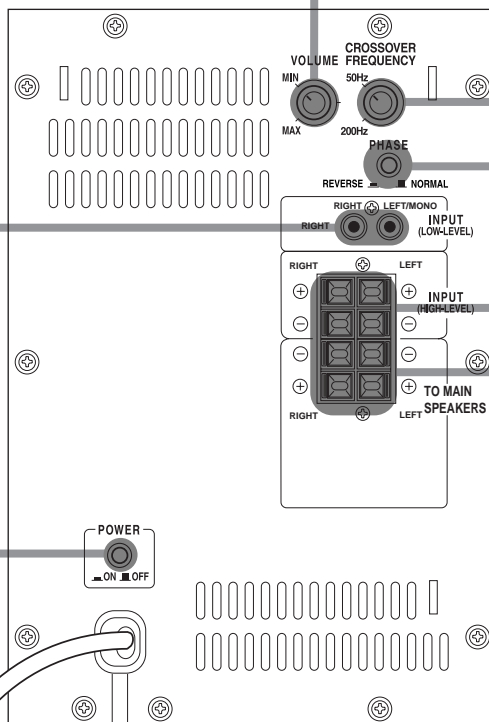 VOLUME
CROSSOVER
FREQUENCY
MIN
50Hz
MAX
200Hz
PHASE
REVERSE
NORMAL
RIGHT
LEFT/MONO
RIGHT
INPUT
(LOW-LEVEL)
RIGHT
LEFT
INPUT
(HIGH-LEVEL)
+
+
−
−
−
−
+
+
TO MAIN
SPEAKERS
RIGHT
LEFT
POWER
ON
OFF